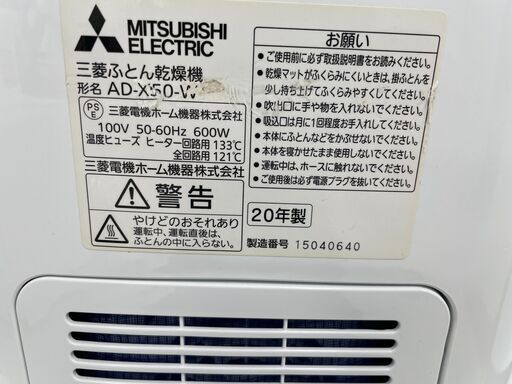 MITSUBISHI
ELECTRIC
三菱ふとん乾燥機
形名 AD-X50-W
PS
E
三菱電機ホーム機器株式会社
100V 50-60Hz 600W
温度ヒューズ ヒーター回路用 133℃
全回路用 121℃
三菱電機ホーム機器株式会社
警告
やけどのおそれあり
運転中、運転直後は、
ふとんの中に入らない。
お願い
●ご使用前に必ず取扱説明書をお読みください。
●乾燥マットがふくらみにくいときは、掛ふとんを
少し持ち上げてふくらみやすくしてください。
●吹出口に手や物を入れないでください。
●吸込口は月に1回程度お手入れしてください。
●本体にふとんなどをかぶせないでください。
●本体を寝かせたまま使用しないでください。
●運転中は、ホースに触れないでください。
●ご使用後は必ず電源プラグを抜いてください。
20年製
製造番号 15040640